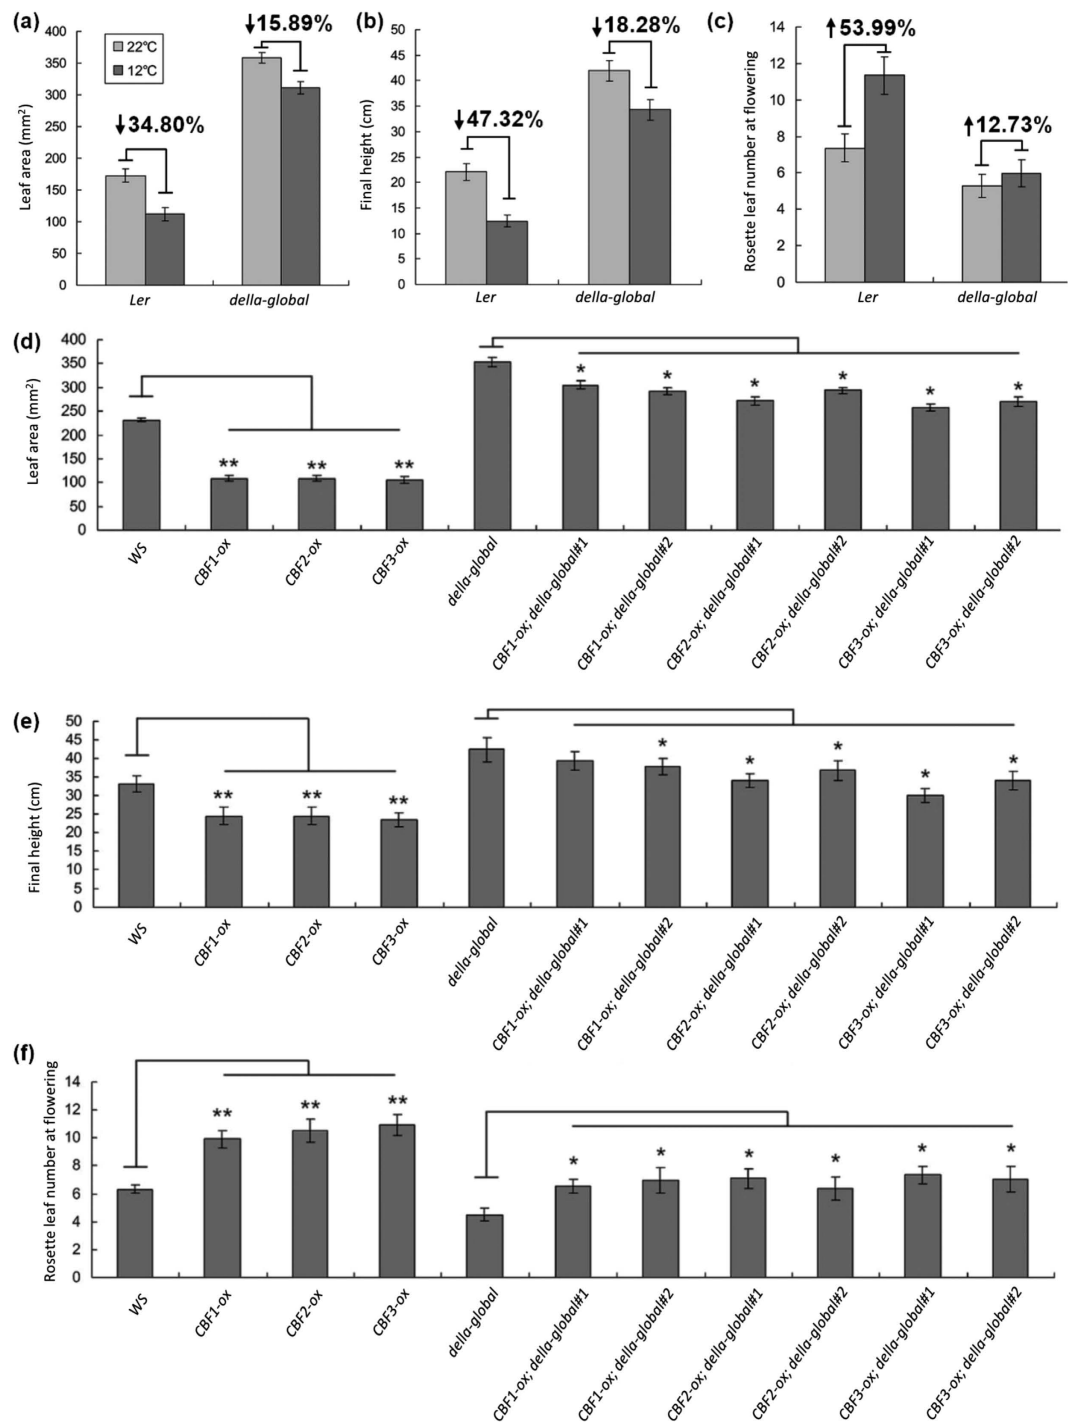 (a)
Leaf area (mm²)
400
350
300
250
200
150
100
50
0
22℃
12℃
↓34.80%
↓15.89%
Ler
della-global
(b)
Final height (cm)
50
45
40
35
30
25
20
15
10
5
0
↓47.32%
↓18.28%
Ler
della-global
(c)
Rosette leaf number at flowering
14
12
10
8
6
4
2
0
↑53.99%
↑12.73%
Ler
della-global
(d)
Leaf area (mm²)
400
350
300
250
200
150
100
50
0
** ** ** * * * * * *
WS
CBF1-ox
CBF2-ox
CBF3-ox
della-global
CBF1-ox; della-global#1
CBF1-ox; della-global#2
CBF2-ox; della-global#1
CBF2-ox; della-global#2
CBF3-ox; della-global#1
CBF3-ox; della-global#2
(e)
Final height (cm)
50
45
40
35
30
25
20
15
10
5
0
** ** ** * * * * *
WS
CBF1-ox
CBF2-ox
CBF3-ox
della-global
CBF1-ox; della-global#1
CBF1-ox; della-global#2
CBF2-ox; della-global#1
CBF2-ox; della-global#2
CBF3-ox; della-global#1
CBF3-ox; della-global#2
(f)
Rosette leaf number at flowering
14
12
10
8
6
4
2
0
** ** ** * * * * * *
WS
CBF1-ox
CBF2-ox
CBF3-ox
della-global
CBF1-ox; della-global#1
CBF1-ox; della-global#2
CBF2-ox; della-global#1
CBF2-ox; della-global#2
CBF3-ox; della-global#1
CBF3-ox; della-global#2